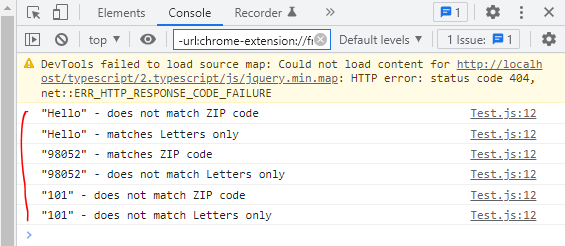 Elements Console Recorder 1
top -url:chrome-extension://f Default levels 1 Issue: 1
DevTools failed to load source map: Could not load content for http://localh
ost/typescript/2.typescript/js/jquery.min.map: HTTP error: status code 404,
net::ERR_HTTP_RESPONSE_CODE_FAILURE
"Hello" - does not match ZIP code Test.js:12
"Hello" - matches Letters only Test.js:12
"98052" - matches ZIP code Test.js:12
"98052" - does not match Letters only Test.js:12
"101" - does not match ZIP code Test.js:12
"101" - does not match Letters only Test.js:12